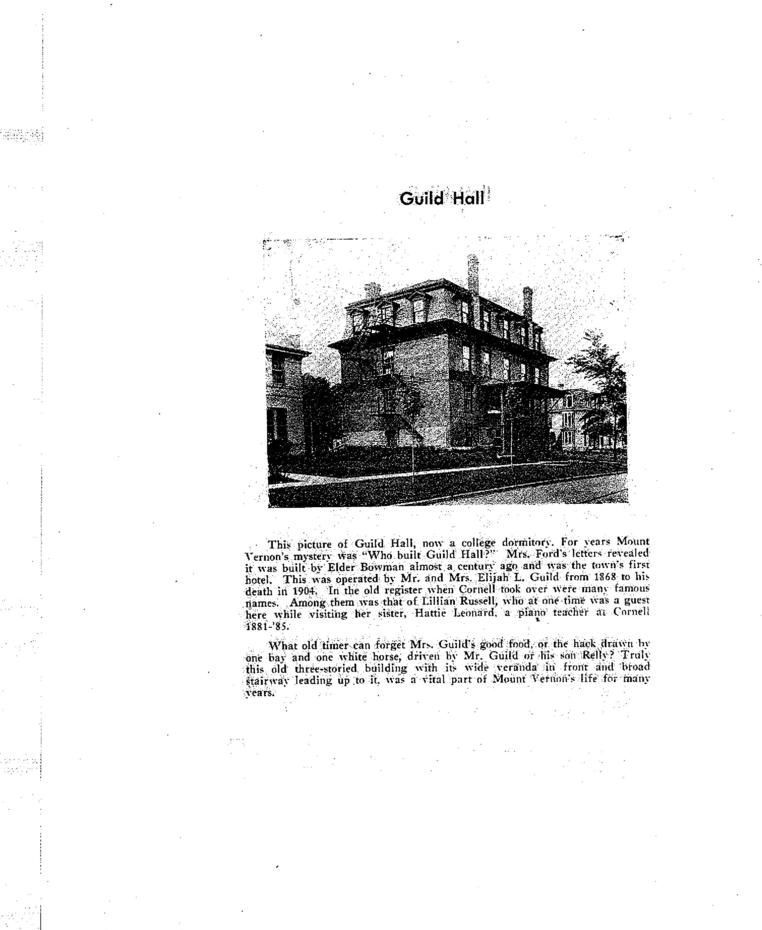 Guild Hall
This picture of Guild Hall, now a college dormitory. For years Mount
Vernon's mystery was "Who built Guild Hall?" Mrs. Ford's letters revealed
it was built by Elder Bowman almost a century ago and was the town's first
hotel. This was operated by Mr. and Mrs. Elijah L. Guild from 1868 to his
death in 1904. In the old register when Cornell took over were many famous
names. Among them was that of Lillian Russell, who at one time was a guest
here while visiting her sister, Hattie Leonard, a piano teacher at Cornell
1881-'85.
What old timer can forget Mrs. Guild's good food, or the hack drawn by
one bay and one white horse, driven by Mr. Guild or his son Relly? Truly
this old three-storied building with its wide veranda in front and broad
stairway leading up to it, was a vital part of Mount Vernon's life for many
years.